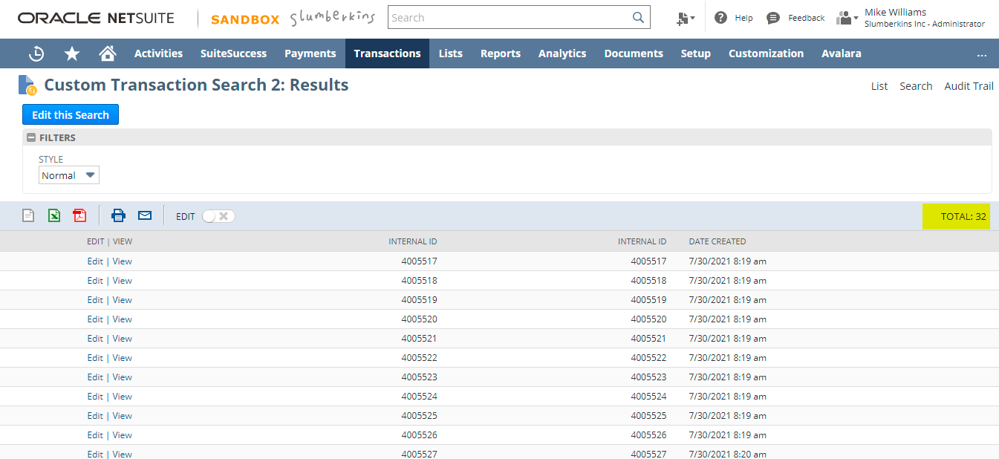 ORACLE NETSUITE SANDBOX slumberkins Search Help Feedback Mike Williams
Slumberkins Inc - Administrator
Activities SuiteSuccess Payments Transactions Lists Reports Analytics Documents Setup Customization Avalara ...
Custom Transaction Search 2: Results List Search Audit Trail
Edit this Search
FILTERS
STYLE
Normal
EDIT TOTAL: 32
EDIT | VIEW INTERNAL ID INTERNAL ID DATE CREATED
Edit | View 4005517 4005517 7/30/2021 8:19 am
Edit | View 4005518 4005518 7/30/2021 8:19 am
Edit | View 4005519 4005519 7/30/2021 8:19 am
Edit | View 4005520 4005520 7/30/2021 8:19 am
Edit | View 4005521 4005521 7/30/2021 8:19 am
Edit | View 4005522 4005522 7/30/2021 8:19 am
Edit | View 4005523 4005523 7/30/2021 8:19 am
Edit | View 4005524 4005524 7/30/2021 8:19 am
Edit | View 4005525 4005525 7/30/2021 8:19 am
Edit | View 4005526 4005526 7/30/2021 8:19 am
Edit | View 4005527 4005527 7/30/2021 8:20 am